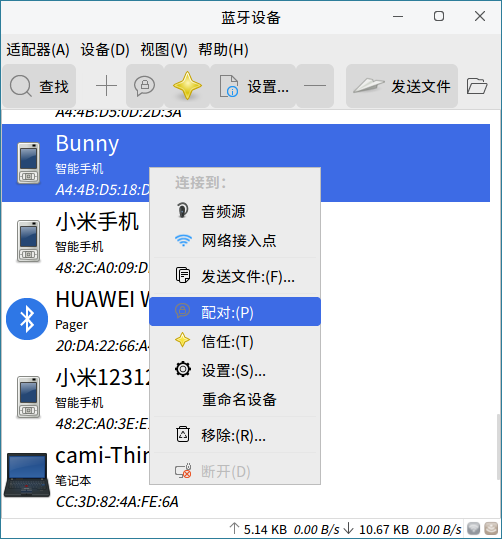 蓝牙设备
适配器(A) 设备(D) 视图(V) 帮助(H)
查找 设置... 发送文件
A4:4B:D5:0D:2D:3A
Bunny
智能手机
A4:4B:D5:18:D
小米手机
智能手机
48:2C:A0:09:D
HUAWEI
Pager
20:DA:22:66:A4
小米12312
智能手机
48:2C:A0:3E:E
cami-Thin
笔记本
CC:3D:82:4A:FE:6A
连接到:
音频源
网络接入点
发送文件:(F)...
配对:(P)
信任:(T)
设置:(S)...
重命名设备
移除:(R)...
断开(D)
5.14 KB 0.00 B/s 10.67 KB 0.00 B/s